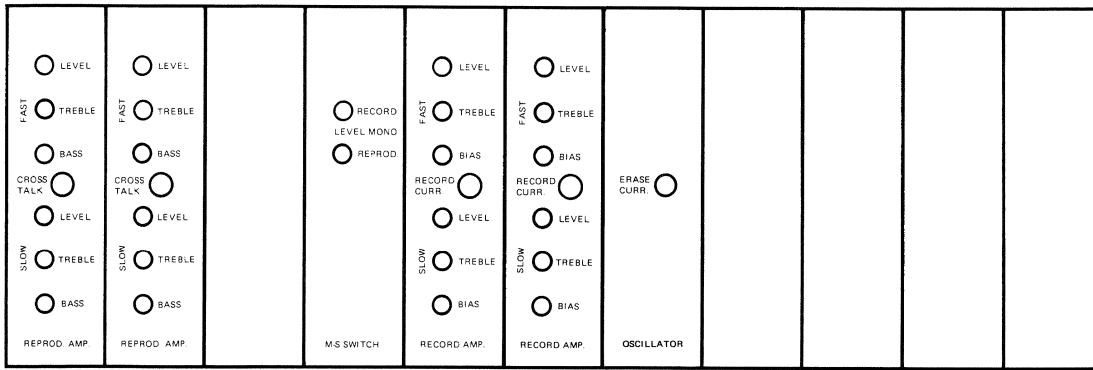 LEVEL
FAST
TREBLE
BASS
CROSS
TALK
LEVEL
SLOW
TREBLE
BASS
REPROD. AMP.
LEVEL
FAST
TREBLE
BASS
CROSS
TALK
LEVEL
SLOW
TREBLE
BASS
REPROD AMP.
RECORD
LEVEL MONO
REPROD.
M-S SWITCH
LEVEL
FAST
TREBLE
BIAS
RECORD
CURR.
LEVEL
SLOW
TREBLE
BIAS
RECORD AMP.
LEVEL
FAST
TREBLE
BIAS
RECORD
CURR.
LEVEL
SLOW
TREBLE
BIAS
RECORD AMP.
ERASE
CURR.
OSCILLATOR